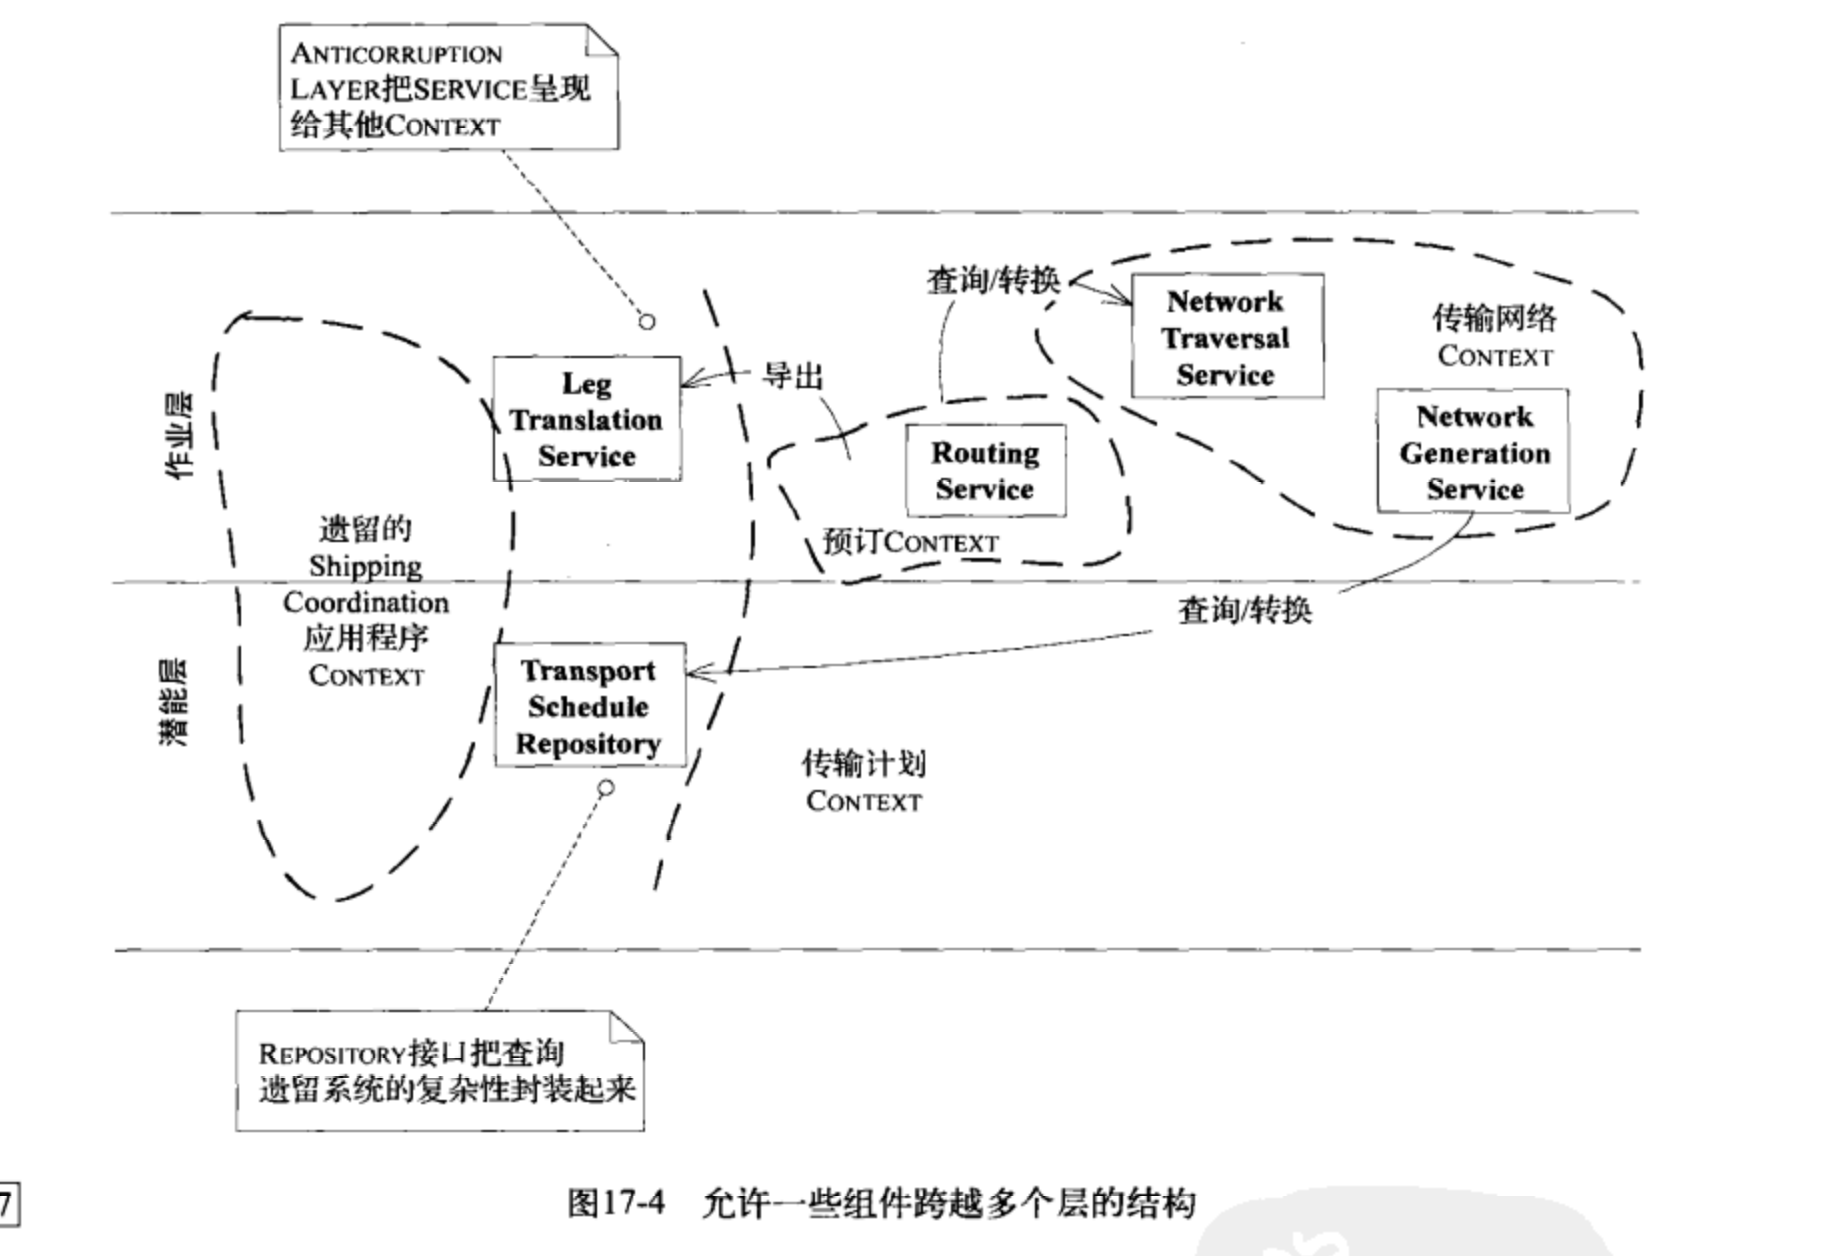 ANTICORRUPTION
LAYER把SERVICE呈现
给其他CONTEXT
查询/转换
Network
Traversal
Service
传输网络
CONTEXT
Leg
Translation
Service
导出
Network
Generation
Service
Routing
Service
预订CONTEXT
作业层
遗留的
Shipping
Coordination
应用程序
CONTEXT
查询/转换
潜能层
Transport
Schedule
Repository
传输计划
CONTEXT
REPOSITORY接口把查询
遗留系统的复杂性封装起来
7
图17-4 允许一些组件跨越多个层的结构